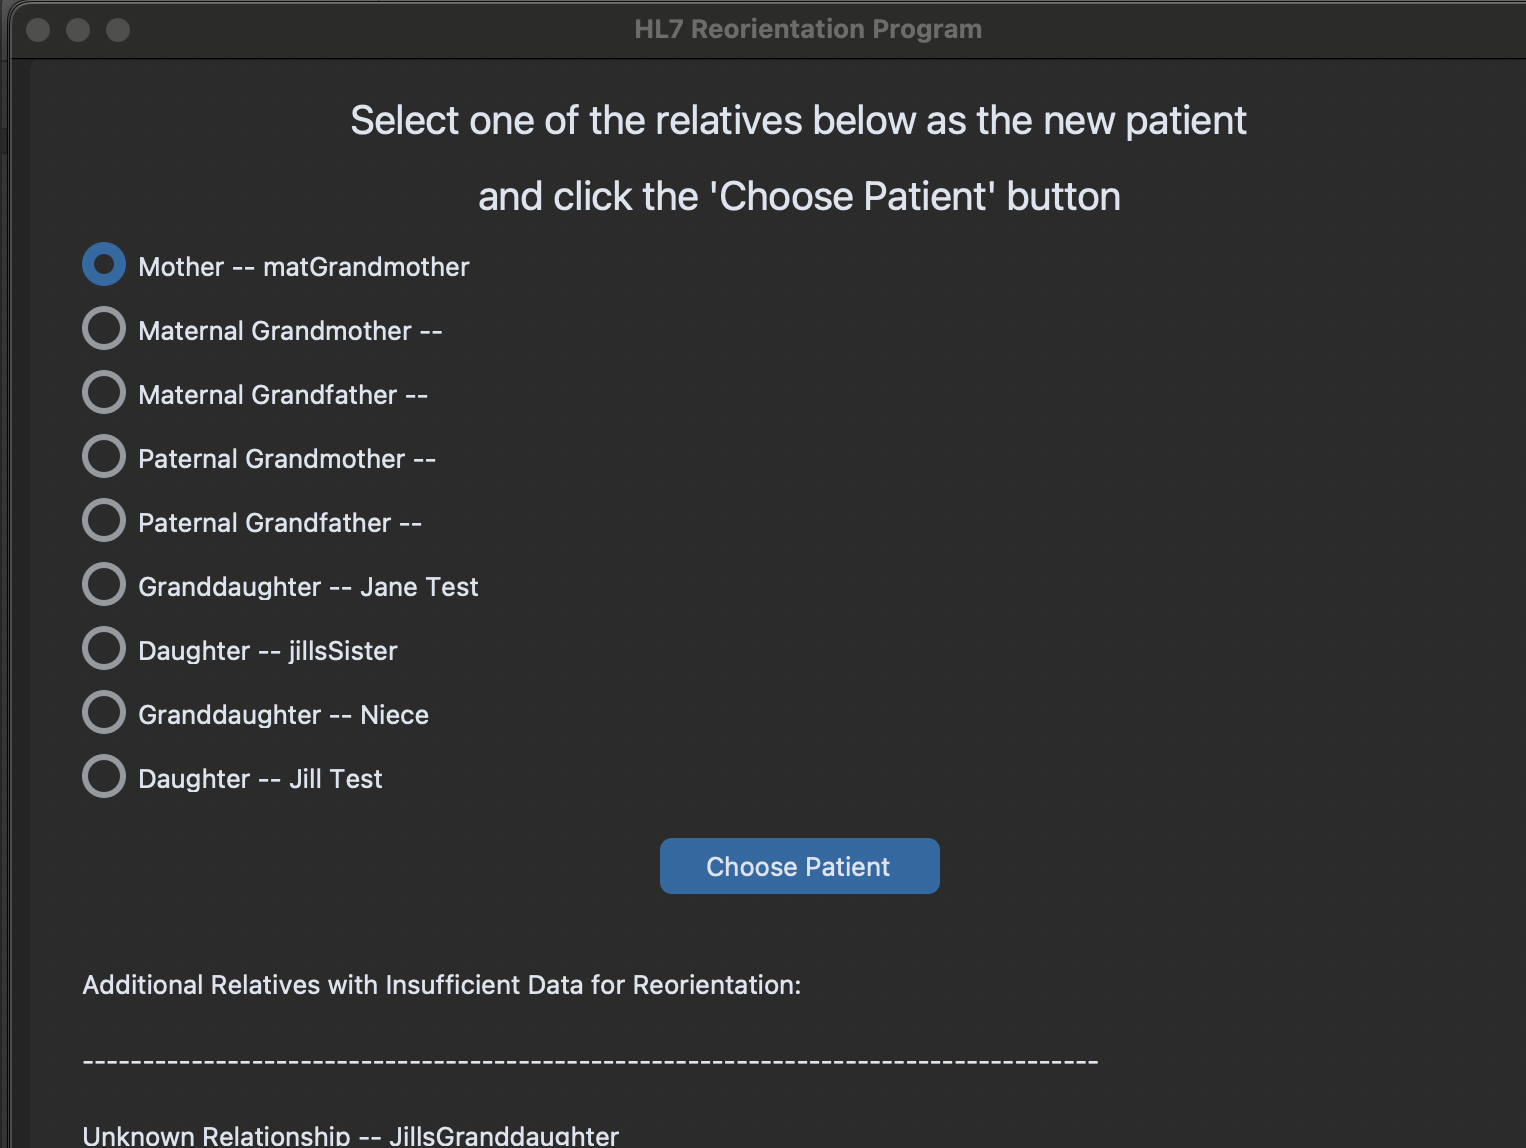 HL7 Reorientation Program
Select one of the relatives below as the new patient
and click the 'Choose Patient' button
Mother -- matGrandmother
Maternal Grandmother --
Maternal Grandfather --
Paternal Grandmother --
Paternal Grandfather --
Granddaughter -- Jane Test
Daughter -- jillsSister
Granddaughter -- Niece
Daughter -- Jill Test
Choose Patient
Additional Relatives with Insufficient Data for Reorientation:
-------------------------------------------------------------------------------------
Unknown Relationship -- JillsGranddaughter